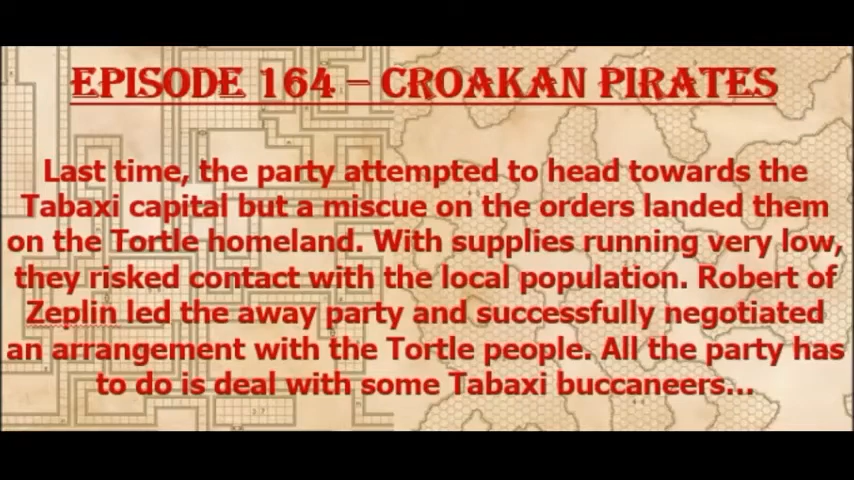 EPISODE 164 – CROAKAN PIRATES
Last time, the party attempted to head towards the
Tabaxi capital but a miscue on the orders landed them
on the Tortle homeland. With supplies running very low,
they risked contact with the local population. Robert of
Zeplin led the away party and successfully negotiated
an arrangement with the Tortle people. All the party has
to do is deal with some Tabaxi buccaneers...